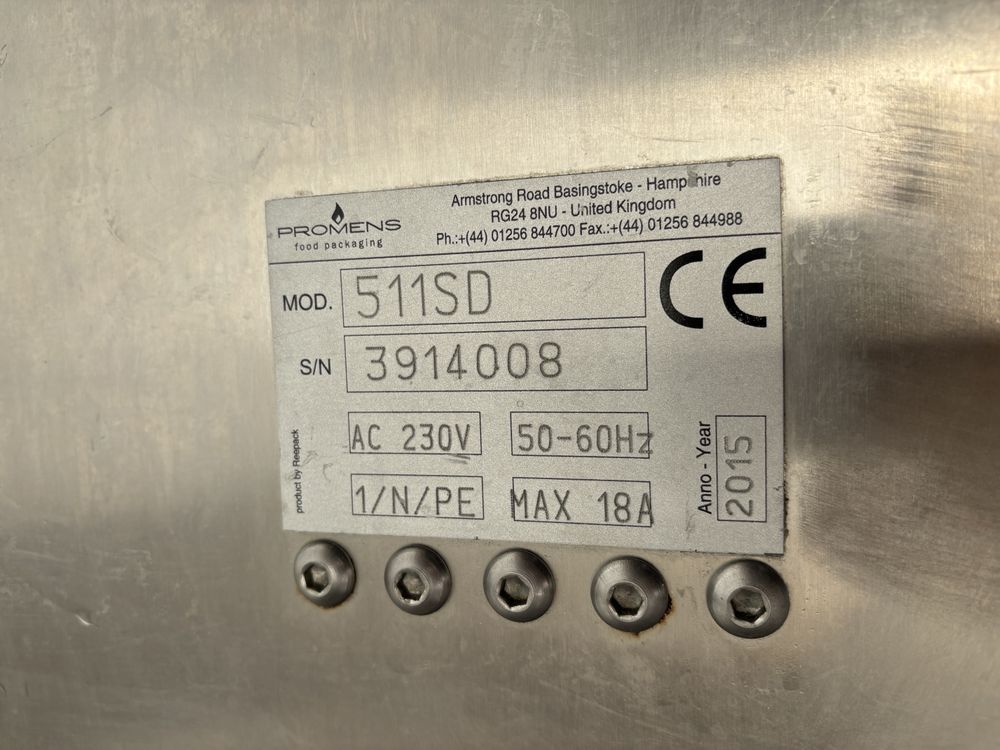 PROMENS
food packaging
Armstrong Road Basingstoke - Hampshire
RG24 8NU - United Kingdom
Ph.:+(44) 01256 844700 Fax.:+(44) 01256 844988
MOD. 511SD
CE
S/N 3914008
product by Reepack
AC 230V 50-60Hz
1/N/PE MAX 18A
Anno - Year 2015